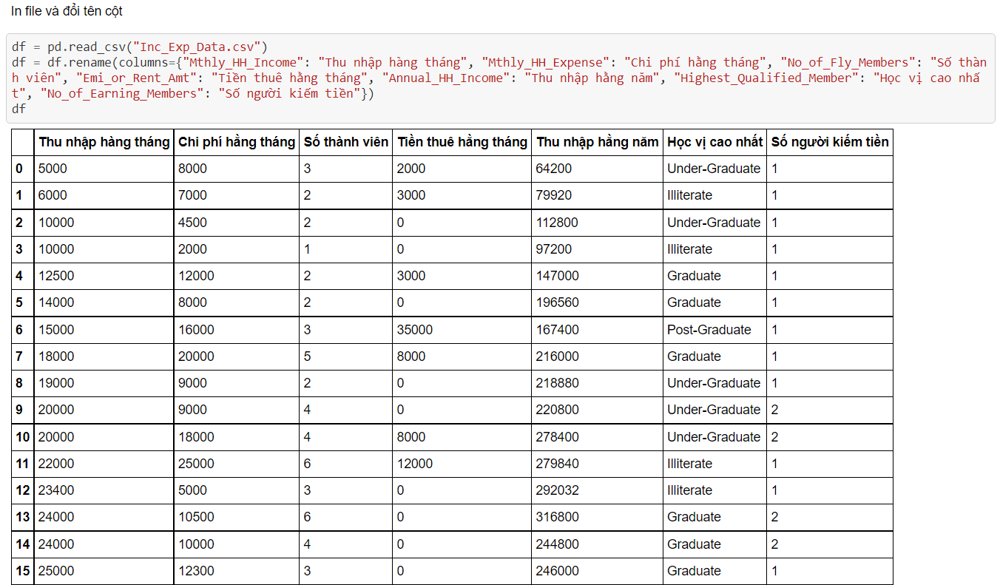 In file và đổi tên cột
df = pd.read_csv("Inc_Exp_Data.csv")
df = df.rename(columns={"Mthly_HH_Income": "Thu nhập hàng tháng", "Mthly_HH_Expense": "Chi phí hằng tháng", "No_of_Fly_Members": "Số thàn
h viên", "Emi_or_Rent_Amt": "Tiền thuê hằng tháng", "Annual_HH_Income": "Thu nhập hằng năm", "Highest_Qualified_Member": "Học vị cao nhấ
t", "No_of_Earning_Members": "Số người kiếm tiền"})
df
Thu nhập hàng tháng Chi phí hằng tháng Số thành viên Tiền thuê hằng tháng Thu nhập hằng năm Học vị cao nhất Số người kiếm tiền
0 5000 8000 3 2000 64200 Under-Graduate 1
1 6000 7000 2 3000 79920 Illiterate 1
2 10000 4500 2 0 112800 Under-Graduate 1
3 10000 2000 1 0 97200 Illiterate 1
4 12500 12000 2 3000 147000 Graduate 1
5 14000 8000 2 0 196560 Graduate 1
6 15000 16000 3 35000 167400 Post-Graduate 1
7 18000 20000 5 8000 216000 Graduate 1
8 19000 9000 2 0 218880 Under-Graduate 1
9 20000 9000 4 0 220800 Under-Graduate 2
10 20000 18000 4 8000 278400 Under-Graduate 2
11 22000 25000 6 12000 279840 Illiterate 1
12 23400 5000 3 0 292032 Illiterate 1
13 24000 10500 6 0 316800 Graduate 2
14 24000 10000 4 0 244800 Graduate 2
15 25000 12300 3 0 246000 Graduate 1